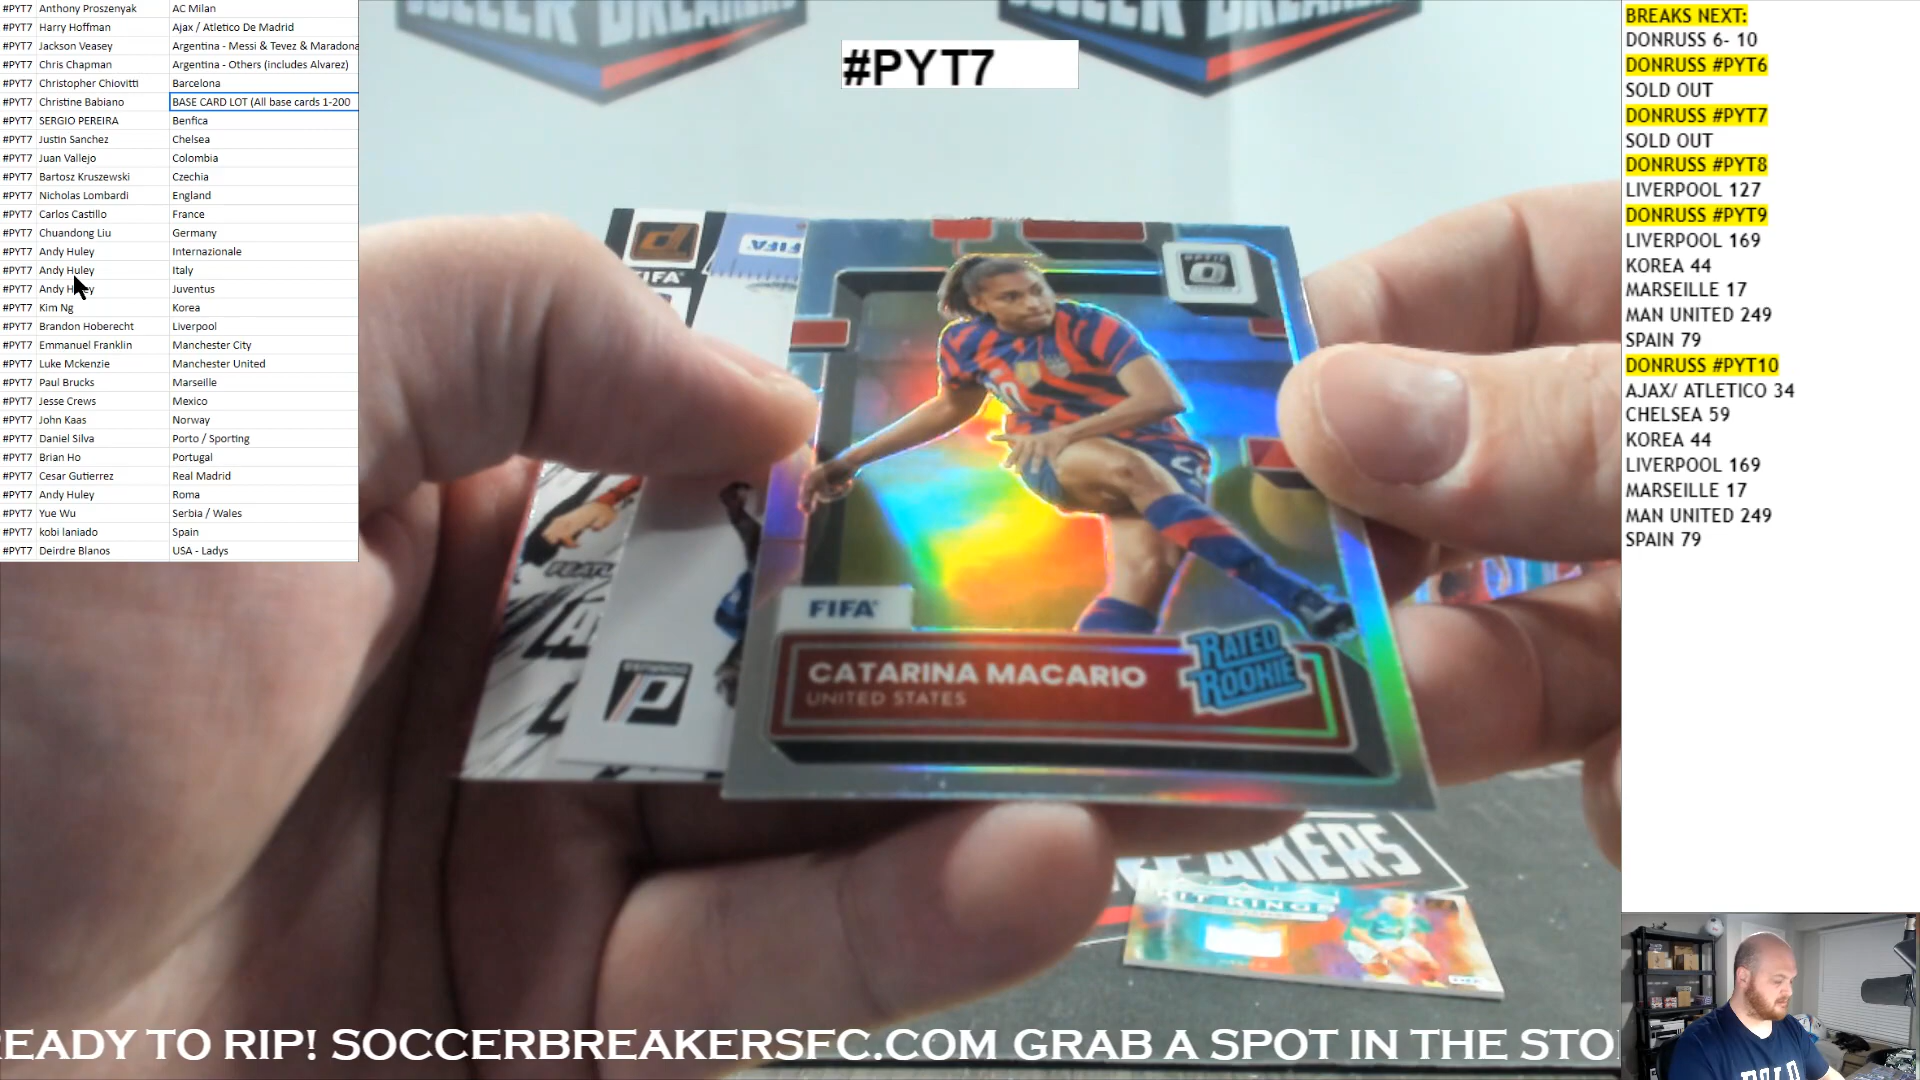 #PYT7 Anthony Proszenyak AC Milan
#PYT7 Harry Hoffman Ajax / Atletico De Madrid
#PYT7 Jackson Veasey Argentina - Messi & Tevez & Maradona
#PYT7 Chris Chapman Argentina - Others (includes Alvarez)
#PYT7 Christopher Chiovitti Barcelona
#PYT7 Christine Babiano BASE CARD LOT (All base cards 1-200
#PYT7 SERGIO PEREIRA Benfica
#PYT7 Justin Sanchez Chelsea
#PYT7 Juan Vallejo Colombia
#PYT7 Bartosz Kruszewski Czechia
#PYT7 Nicholas Lombardi England
#PYT7 Carlos Castillo France
#PYT7 Chuandong Liu Germany
#PYT7 Andy Huley Internazionale
#PYT7 Andy Huley Italy
#PYT7 Andy Juventus
#PYT7 Kim Ng Korea
#PYT7 Brandon Hoberecht Liverpool
#PYT7 Emmanuel Franklin Manchester City
#PYT7 Luke Mckenzie Manchester United
#PYT7 Paul Brucks Marseille
#PYT7 Jesse Crews Mexico
#PYT7 John Kaas Norway
#PYT7 Daniel Silva Porto / Sporting
#PYT7 Brian Ho Portugal
#PYT7 Cesar Gutierrez Real Madrid
#PYT7 Andy Huley Roma
#PYT7 Yue Wu Serbia / Wales
#PYT7 kobi laniado Spain
#PYT7 Deirdre Blanos USA - Ladys
SOCCER BREAKERS
SOCCER BREAKERS
#PYT7
FIFA
OPTIC
FIFA
CATARINA MACARIO
UNITED STATES
RATED
ROOKIE
DONRUSS
KIT KINGS
BREAKS NEXT:
DONRUSS 6- 10
DONRUSS #PYT6
SOLD OUT
DONRUSS #PYT7
SOLD OUT
DONRUSS #PYT8
LIVERPOOL 127
DONRUSS #PYT9
LIVERPOOL 169
KOREA 44
MARSEILLE 17
MAN UNITED 249
SPAIN 79
DONRUSS #PYT10
AJAX/ ATLETICO 34
CHELSEA 59
KOREA 44
LIVERPOOL 169
MARSEILLE 17
MAN UNITED 249
SPAIN 79
EADY TO RIP! SOCCERBREAKERSFC.COM GRAB A SPOT IN THE STO